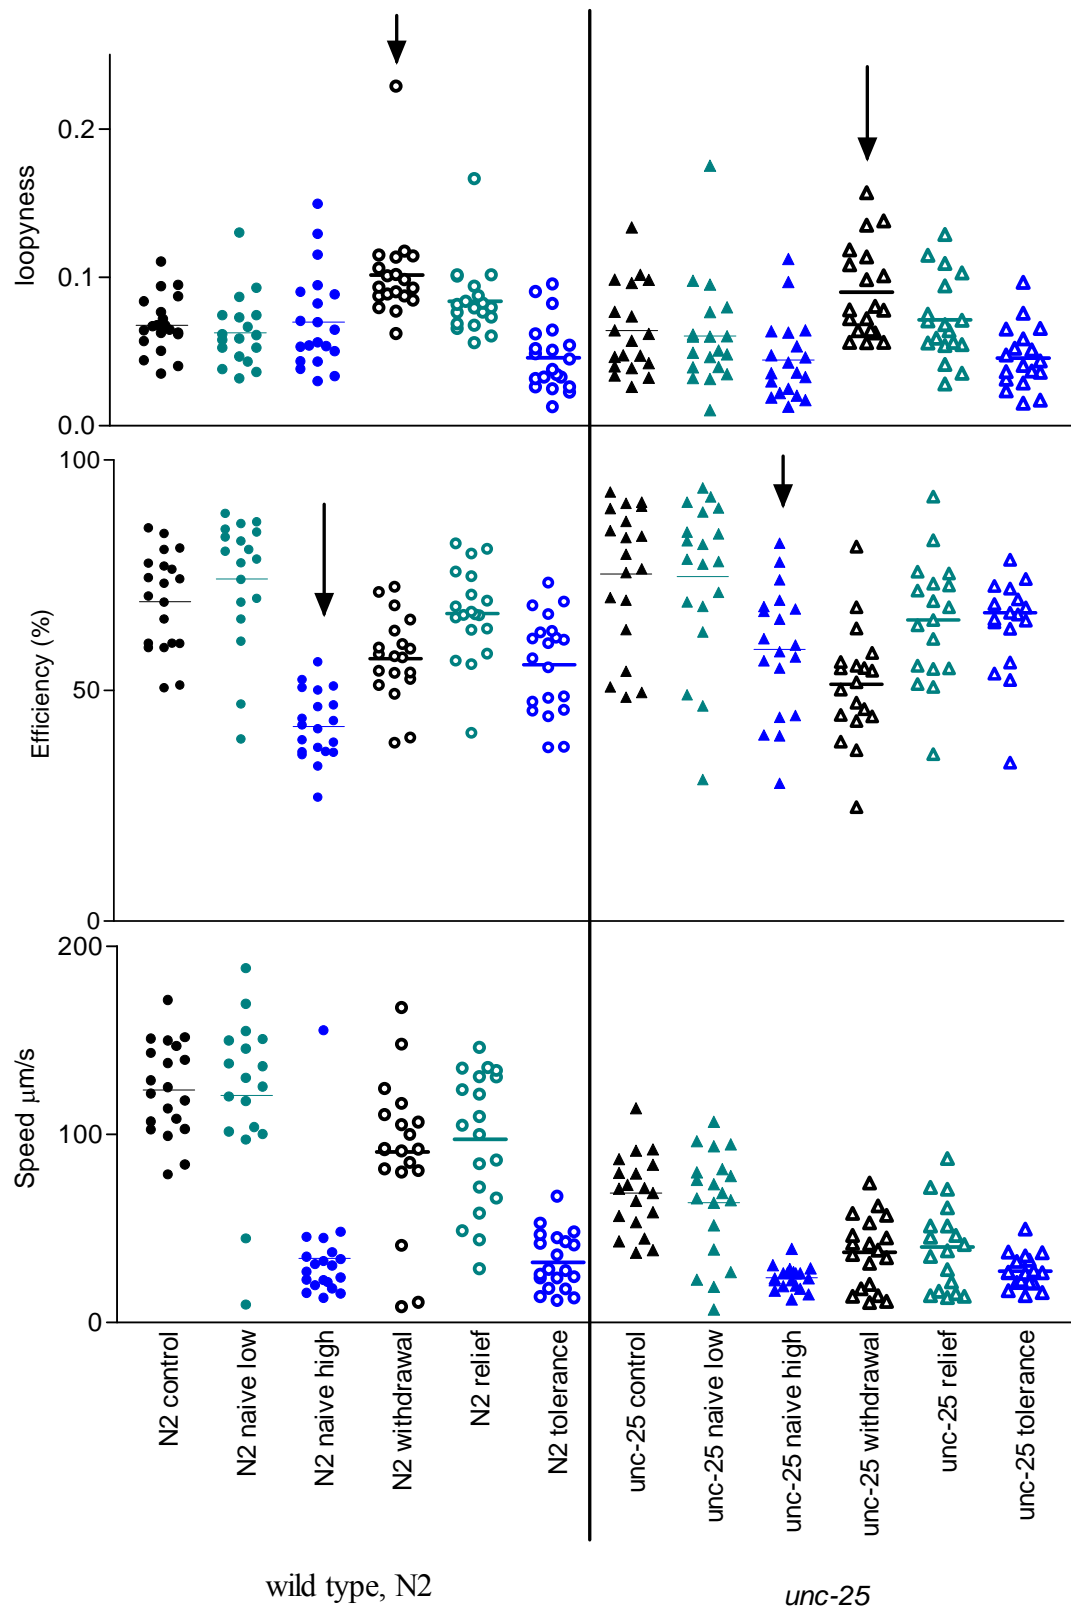 loopyness
0.2
0.1
0.0
Efficiency (%)
100
50
0
Speed μm/s
200
100
0
N2 control
N2 naive low
N2 naive high
N2 withdrawal
N2 relief
N2 tolerance
unc-25 control
unc-25 naive low
unc-25 naive high
unc-25 withdrawal
unc-25 relief
unc-25 tolerance
wild type, N2
unc-25